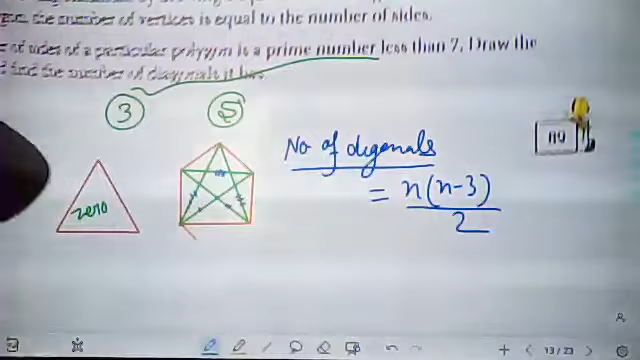 the number of vertices is equal to the number of sides.
of sides of a particular polygon is a prime number less than 7. Draw the
find the number of diagonals it has.
3
5
zero
No of digonals
= n(n-3)
2
13 / 23